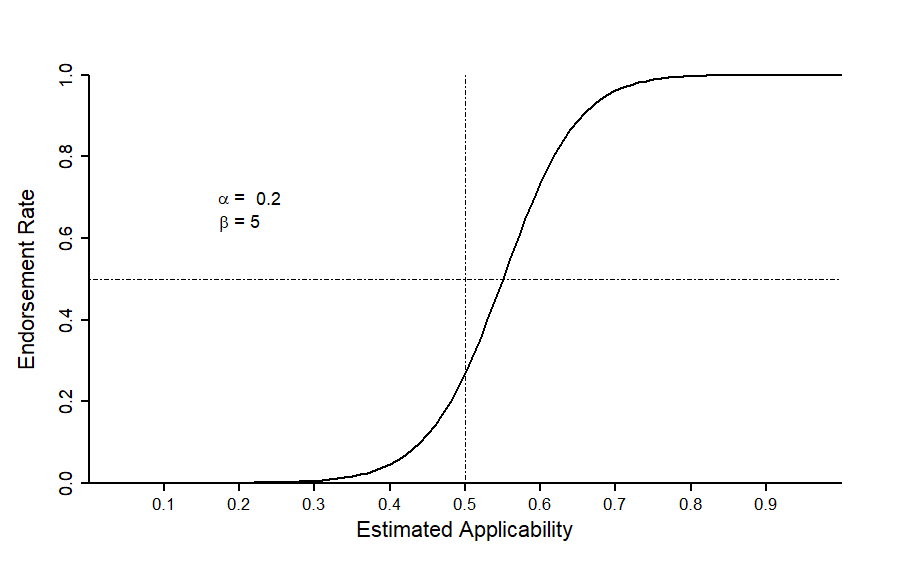 Endorsement Rate
1.0
0.8
0.6
0.4
0.2
0.0
α = 0.2
β = 5
0.1 0.2 0.3 0.4 0.5 0.6 0.7 0.8 0.9
Estimated Applicability